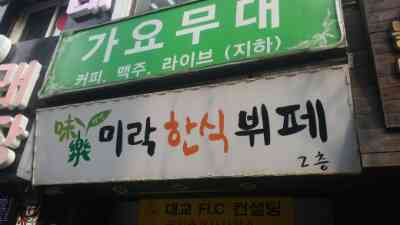 가요무대
커피, 맥주, 라이브 (지하)
味樂 미락 한식 뷔페
2층
대교 FLC 컨설팅